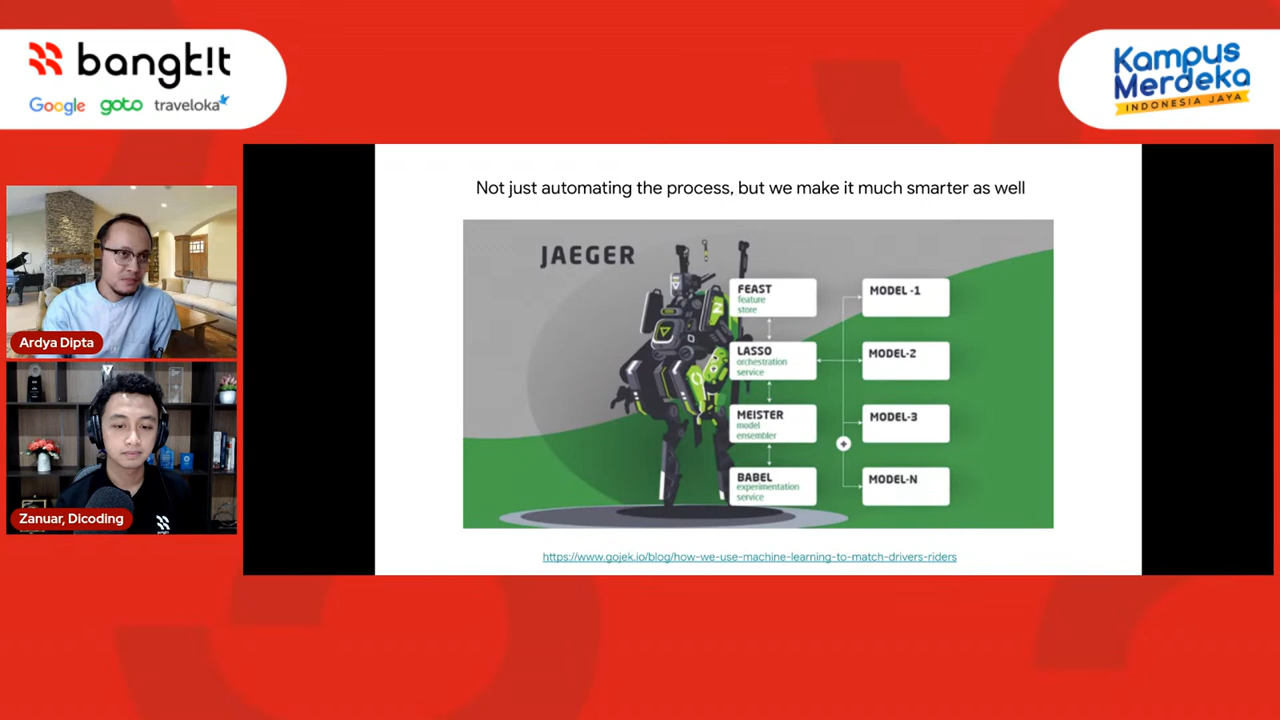 bangk!t
Google goto traveloka
Kampus
Merdeka
INDONESIA JAYA
Ardya Dipta
Zanuar, Dicoding
Not just automating the process, but we make it much smarter as well
JAEGER
FEAST
feature
store
LASSO
orchestration
service
MEISTER
model
ensembler
BABEL
experimentation
service
MODEL -1
MODEL-2
MODEL-3
MODEL-N
https://www.gojek.io/blog/how-we-use-machine-learning-to-match-drivers-riders